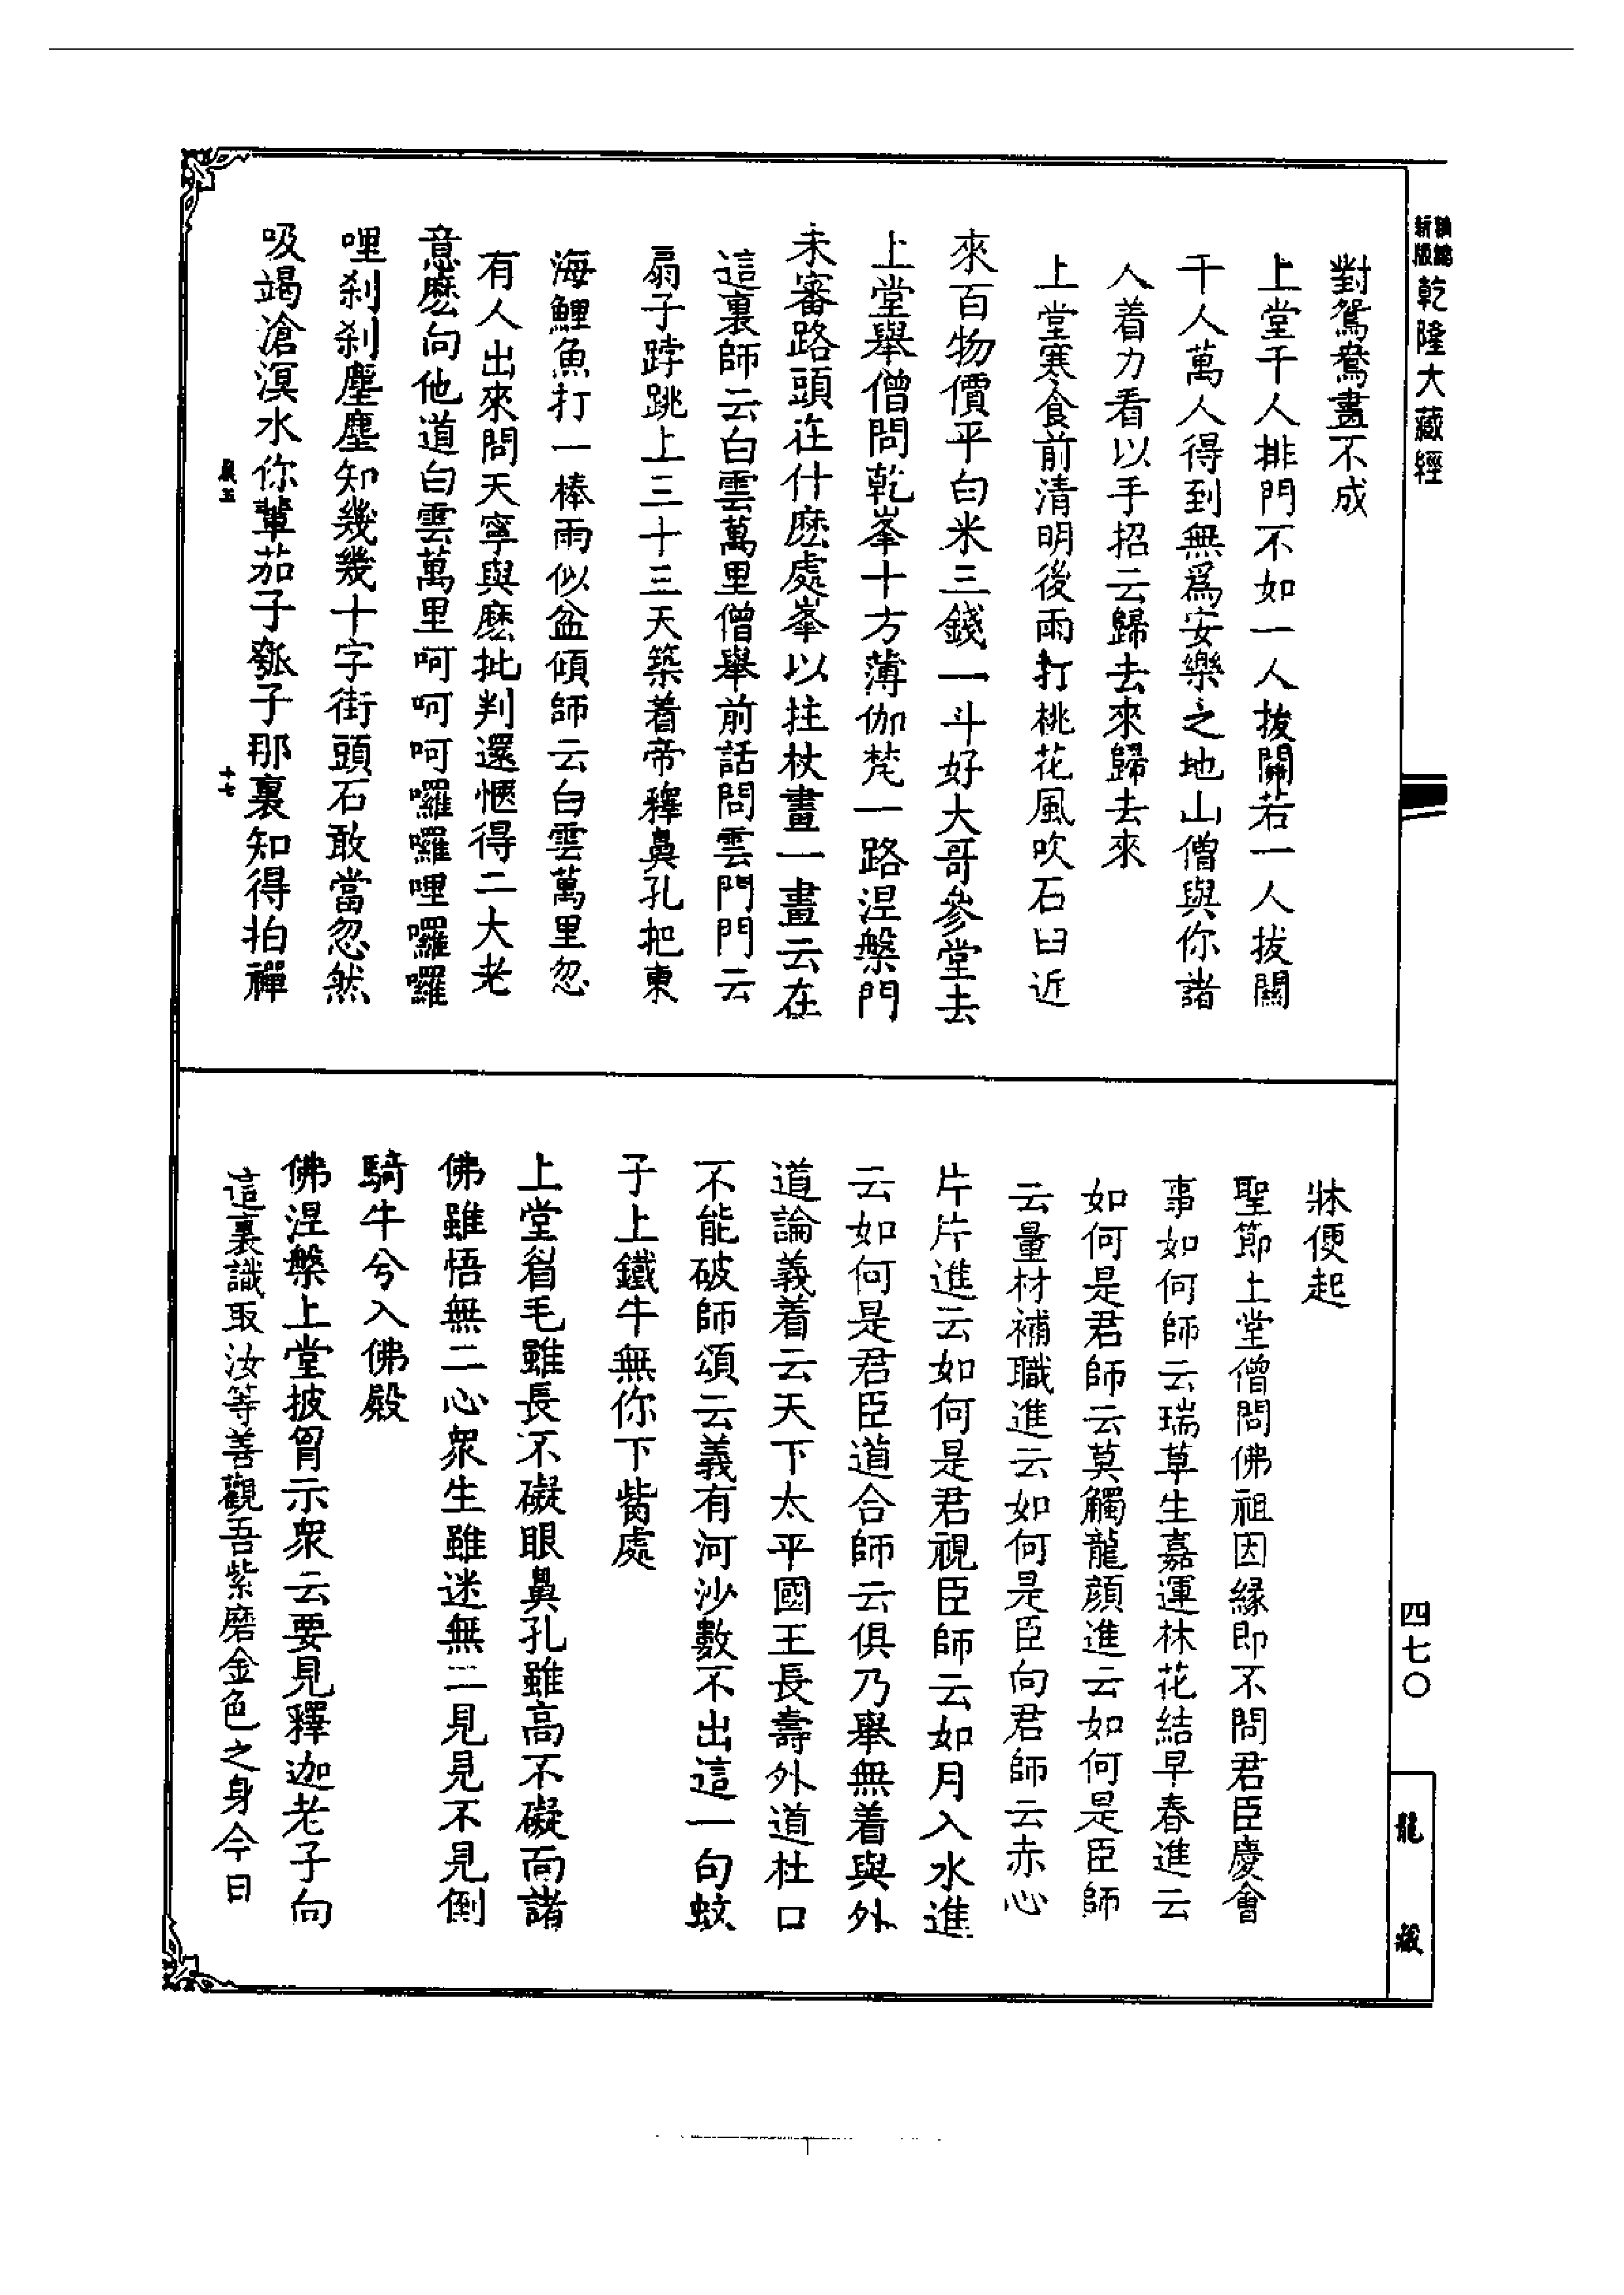 新版
乾隆大藏經
對鴛鴦畫不成
上堂千人排門不如一人拔關若一人拔關
千人萬人得到無爲安樂之地山僧與你諸
人着力看以手招云歸去來歸去來
上堂寒食前清明後雨打桃花風吹石臼近
來百物價平白米三錢一斗好大哥參堂去
上堂舉僧問乾峯十方薄伽梵一路涅槃門
未審路頭在什麽處峯以拄杖畫一畫云在
這裏師云白雲萬里僧舉前話問雲門門云
扇子𨁝跳上三十三天築着帝釋鼻孔把東
海鯉魚打一棒雨似盆傾師云白雲萬里忽
有人出來問天寧與麽批判還愜得二大老
意麽向他道白雲萬里呵呵呵囉囉哩囉囉
哩刹刹塵塵知幾幾十字街頭石敢當忽然
吸竭滄溟水你輩茄子瓠子那裏知得拍禪
十七
牀便起
聖節上堂僧問佛祖因緣即不問君臣慶會
事如何師云瑞草生嘉運林花結早春進云
如何是君師云莫觸龍顏進云如何是臣師
云量材補職進云如何是臣向君師云赤心
片片進云如何是君視臣師云如月入水進
云如何是君臣道合師云俱乃舉無着與外
道論義着云天下太平國王長壽外道杜口
不能破師頌云義有河沙數不出這一句蚊
子上鐵牛無你下觜處
上堂眉毛雖長不礙眼鼻孔雖高不礙面諸
佛雖悟無二心衆生雖迷無二見見不見倒
騎牛兮入佛殿
佛涅槃上堂披胷示衆云要見釋迦老子向
這裏識取汝等善觀吾紫磨金色之身今日
四七〇
龍藏